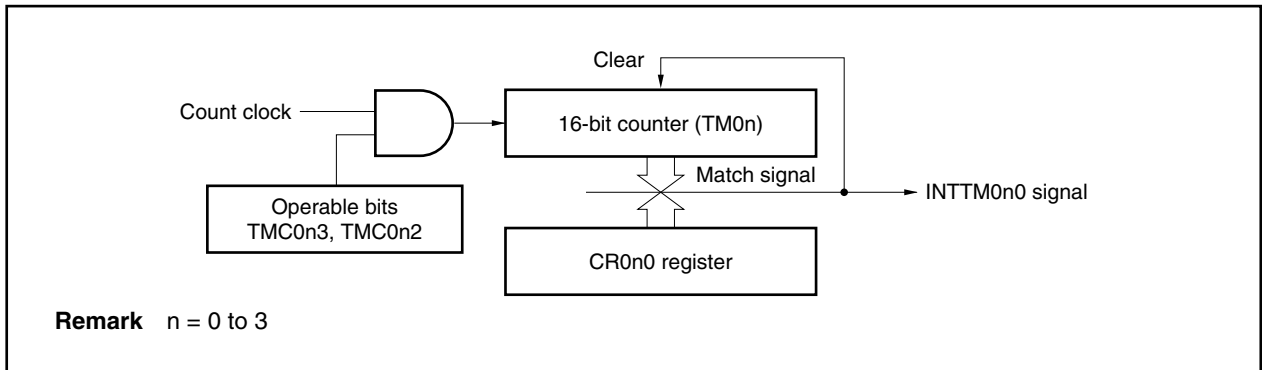 Clear
Count clock
16-bit counter (TM0n)
Match signal
INTTM0n0 signal
Operable bits
TMC0n3, TMC0n2
CR0n0 register
Remark n = 0 to 3